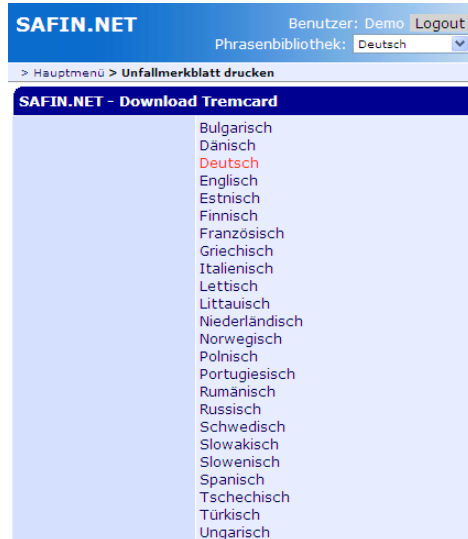 SAFIN.NET
Benutzer: Demo Logout
Phrasenbibliothek: Deutsch
> Hauptmenü > Unfallmerkblatt drucken
SAFIN.NET - Download Tremcard
Bulgarisch
Dänisch
Deutsch
Englisch
Estnisch
Finnisch
Französisch
Griechisch
Italienisch
Lettisch
Littauisch
Niederländisch
Norwegisch
Polnisch
Portugiesisch
Rumänisch
Russisch
Schwedisch
Slowakisch
Slowenisch
Spanisch
Tschechisch
Türkisch
Ungarisch